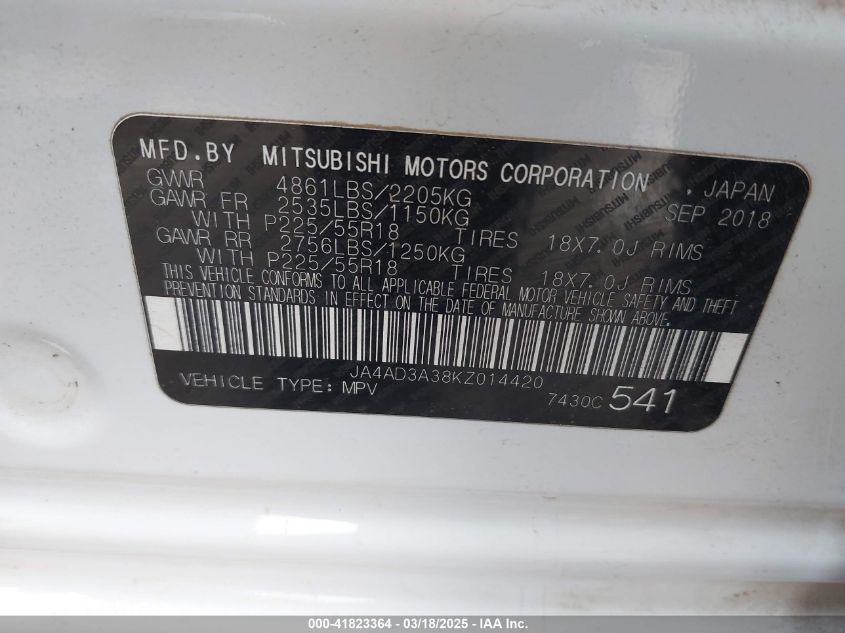 MFD.BY MITSUBISHI MOTORS CORPORATION , JAPAN
GWWR 4861LBS/2205KG SEP 2018
GAWR FR 2535LBS/1150KG
WITH P225/55R18 TIRES 18X7.0J RIMS
GAWR RR 2756LBS/1250KG
WITH P225/55R18 TIRES 18X7.0J RIMS
THIS VEHICLE CONFORMS TO ALL APPLICABLE FEDERAL MOTOR VEHICLE SAFETY AND THEFT
PREVENTION STANDARDS IN EFFECT ON THE DATE OF MANUFACTURE SHOWN ABOVE.
JA4AD3A38KZ014420
VEHICLE TYPE: MPV 7430C 541
000-41823364 - 03/18/2025 - IAA Inc.